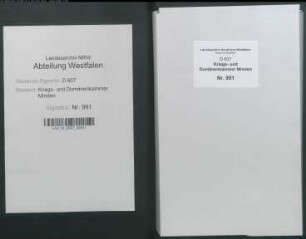 Landesarchiv NRW
Abteilung Westfalen
Bestands-Signatur: D 607
Bestand: Kriegs- und Domänenkammer
Minden
Signatur: Nr. 991
Landesarchiv Nordrhein-Westfalen
D 607
Kriegs- und
Domänenkammer Minden
Nr. 991